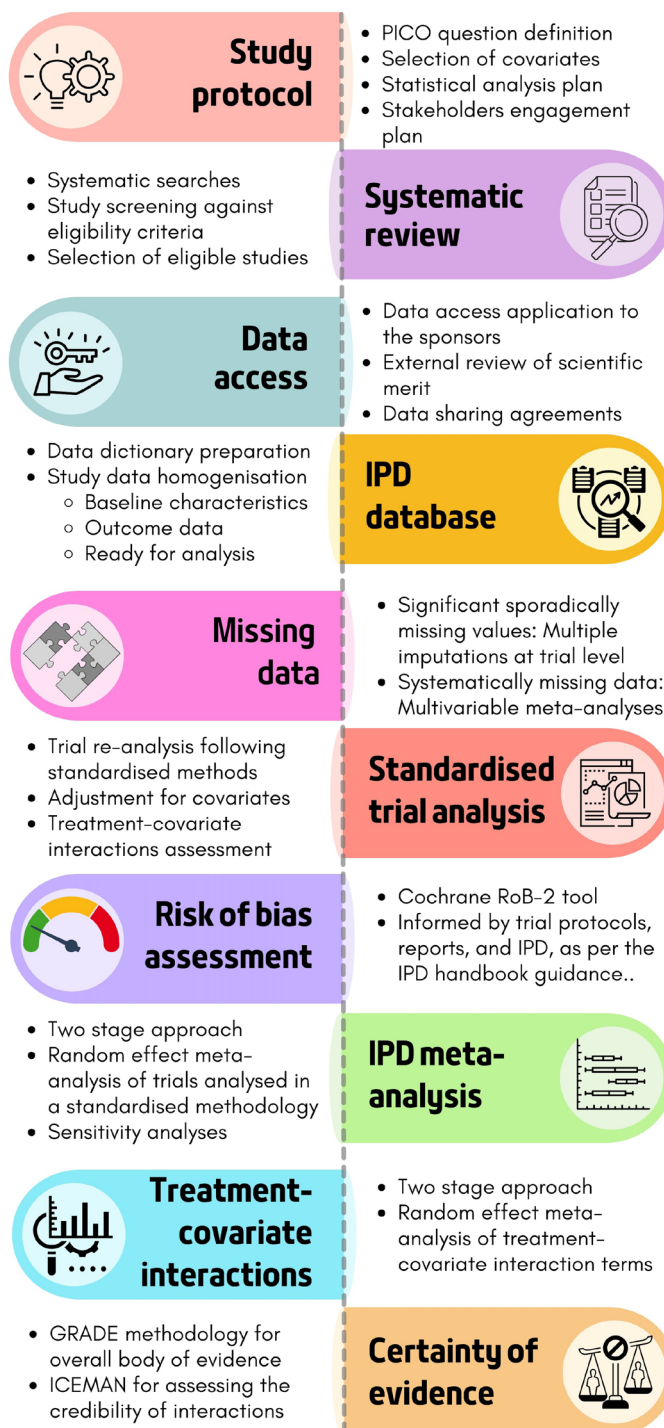 Study
protocol
• PICO question definition
• Selection of covariates
• Statistical analysis plan
• Stakeholders engagement
plan
Systematic
review
• Systematic searches
• Study screening against
eligibility criteria
• Selection of eligible studies
Data
access
• Data access application to
the sponsors
• External review of scientific
merit
• Data sharing agreements
IPD
database
• Data dictionary preparation
• Study data homogenisation
○ Baseline characteristics
○ Outcome data
○ Ready for analysis
Missing
data
• Significant sporadically
missing values: Multiple
imputations at trial level
• Systematically missing data:
Multivariable meta-analyses
Standardised
trial analysis
• Trial re-analysis following
standardised methods
• Adjustment for covariates
• Treatment-covariate
interactions assessment
Risk of bias
assessment
• Cochrane RoB-2 tool
• Informed by trial protocols,
reports, and IPD, as per the
IPD handbook guidance..
IPD meta-
analysis
• Two stage approach
• Random effect meta-
analysis of trials analysed in
a standardised methodology
• Sensitivity analyses
Treatment-
covariate
interactions
• Two stage approach
• Random effect meta-
analysis of treatment-
covariate interaction terms
Certainty of
evidence
• GRADE methodology for
overall body of evidence
• ICEMAN for assessing the
credibility of interactions